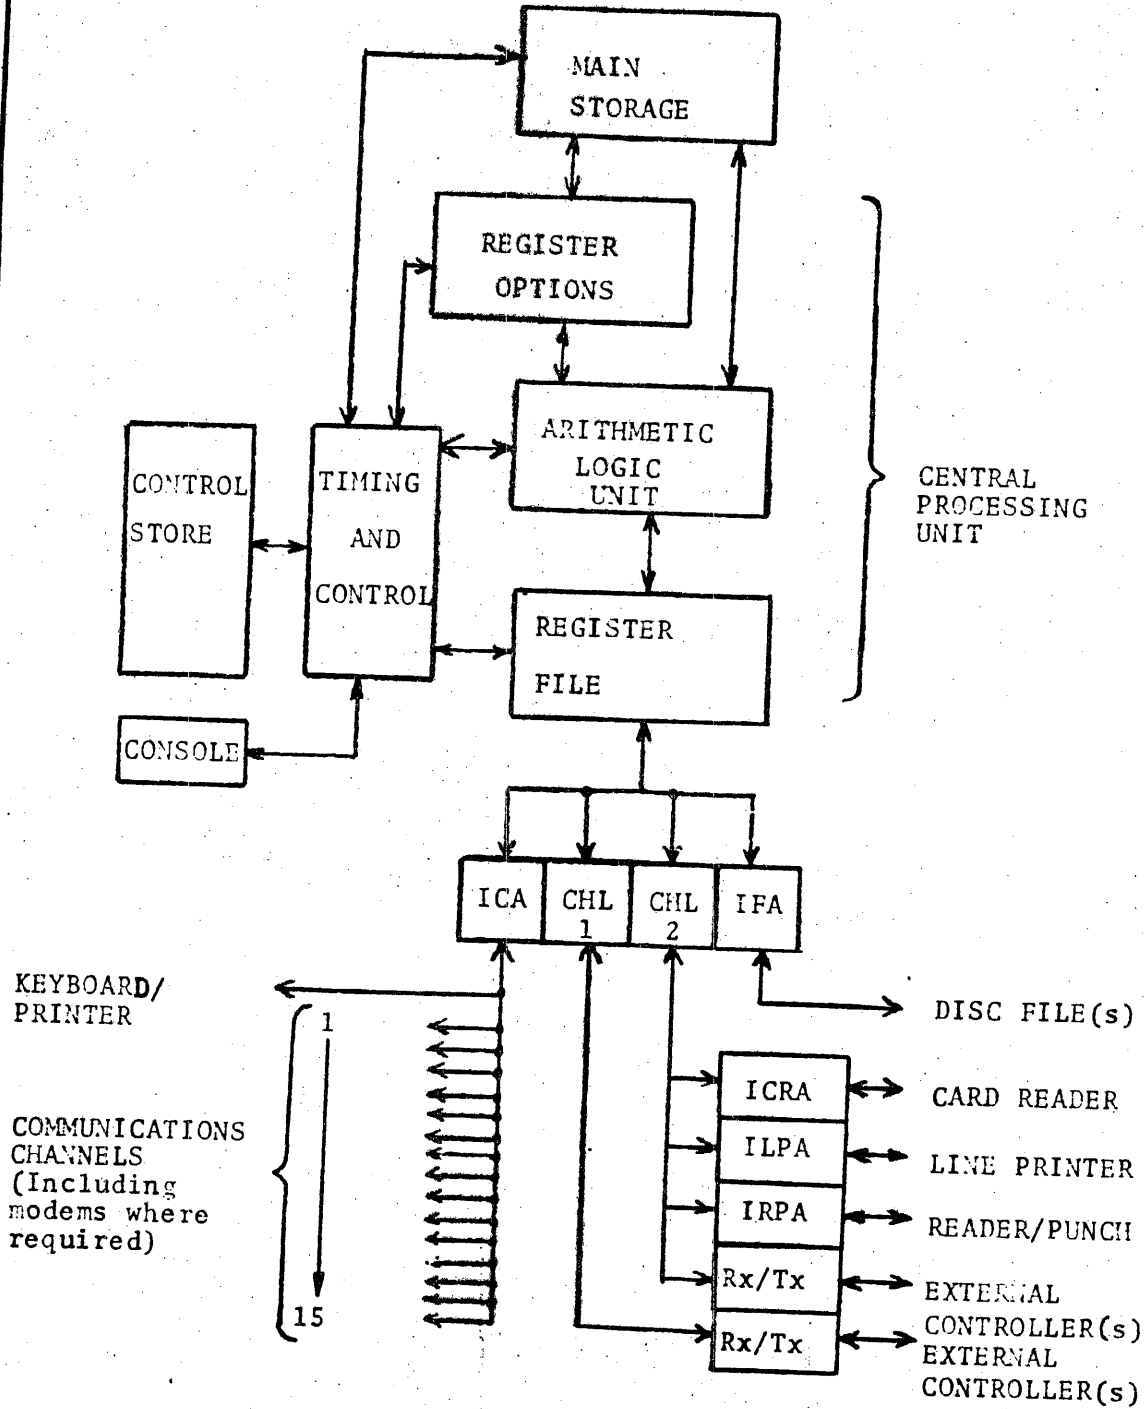 MAIN
STORAGE
REGISTER
OPTIONS
CENTRAL
PROCESSING
UNIT
CONTROL
STORE
TIMING
AND
CONTROL
ARITHMETIC
LOGIC
UNIT
REGISTER
FILE
CONSOLE
ICA
CHL
1
CHL
2
IFA
KEYBOARD/
PRINTER
1
15
COMMUNICATIONS
CHANNELS
(Including
modems where
required)
DISC FILE(s)
ICRA
CARD READER
ILPA
LINE PRINTER
IRPA
READER/PUNCH
Rx/Tx
EXTERNAL
CONTROLLER(s)
Rx/Tx
EXTERNAL
CONTROLLER(s)